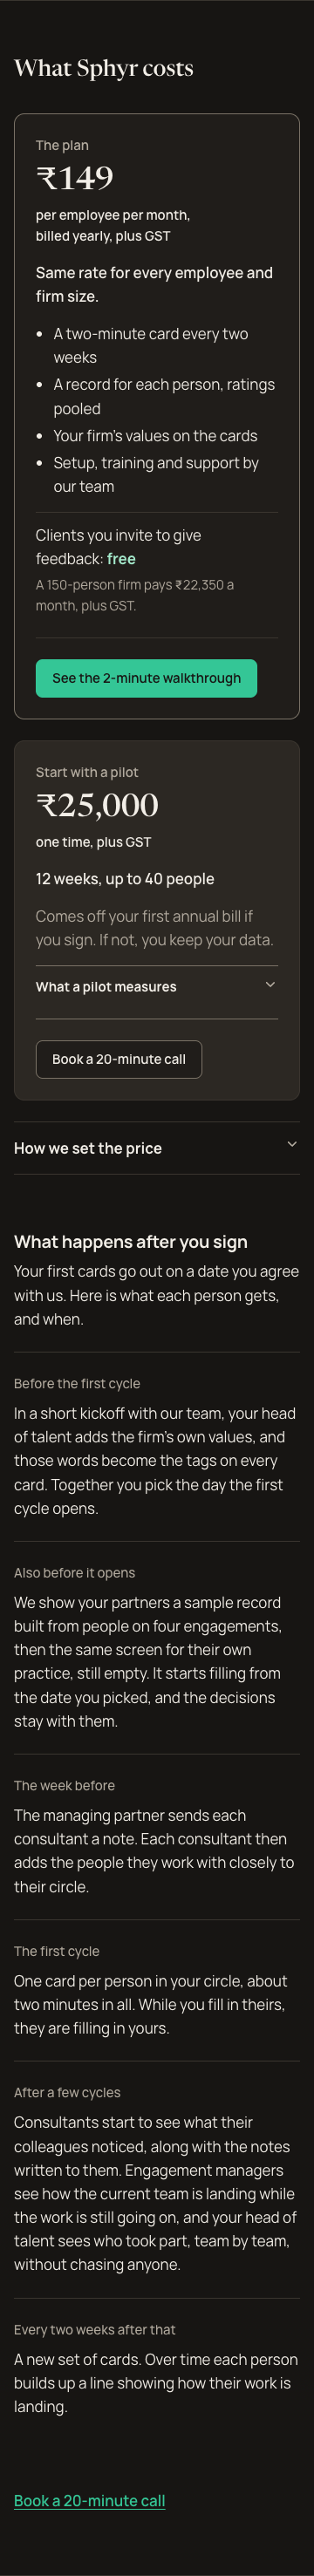 What Sphyr costs
The plan
₹149
per employee per month,
billed yearly, plus GST
Same rate for every employee and
firm size.
• A two-minute card every two
weeks
• A record for each person, ratings
pooled
• Your firm's values on the cards
• Setup, training and support by
our team
Clients you invite to give
feedback: free
A 150-person firm pays ₹22,350 a
month, plus GST.
See the 2-minute walkthrough
Start with a pilot
₹25,000
one time, plus GST
12 weeks, up to 40 people
Comes off your first annual bill if
you sign. If not, you keep your data.
What a pilot measures
Book a 20-minute call
How we set the price
What happens after you sign
Your first cards go out on a date you agree
with us. Here is what each person gets,
and when.
Before the first cycle
In a short kickoff with our team, your head
of talent adds the firm's own values, and
those words become the tags on every
card. Together you pick the day the first
cycle opens.
Also before it opens
We show your partners a sample record
built from people on four engagements,
then the same screen for their own
practice, still empty. It starts filling from
the date you picked, and the decisions
stay with them.
The week before
The managing partner sends each
consultant a note. Each consultant then
adds the people they work with closely to
their circle.
The first cycle
One card per person in your circle, about
two minutes in all. While you fill in theirs,
they are filling in yours.
After a few cycles
Consultants start to see what their
colleagues noticed, along with the notes
written to them. Engagement managers
see how the current team is landing while
the work is still going on, and your head of
talent sees who took part, team by team,
without chasing anyone.
Every two weeks after that
A new set of cards. Over time each person
builds up a line showing how their work is
landing.
Book a 20-minute call